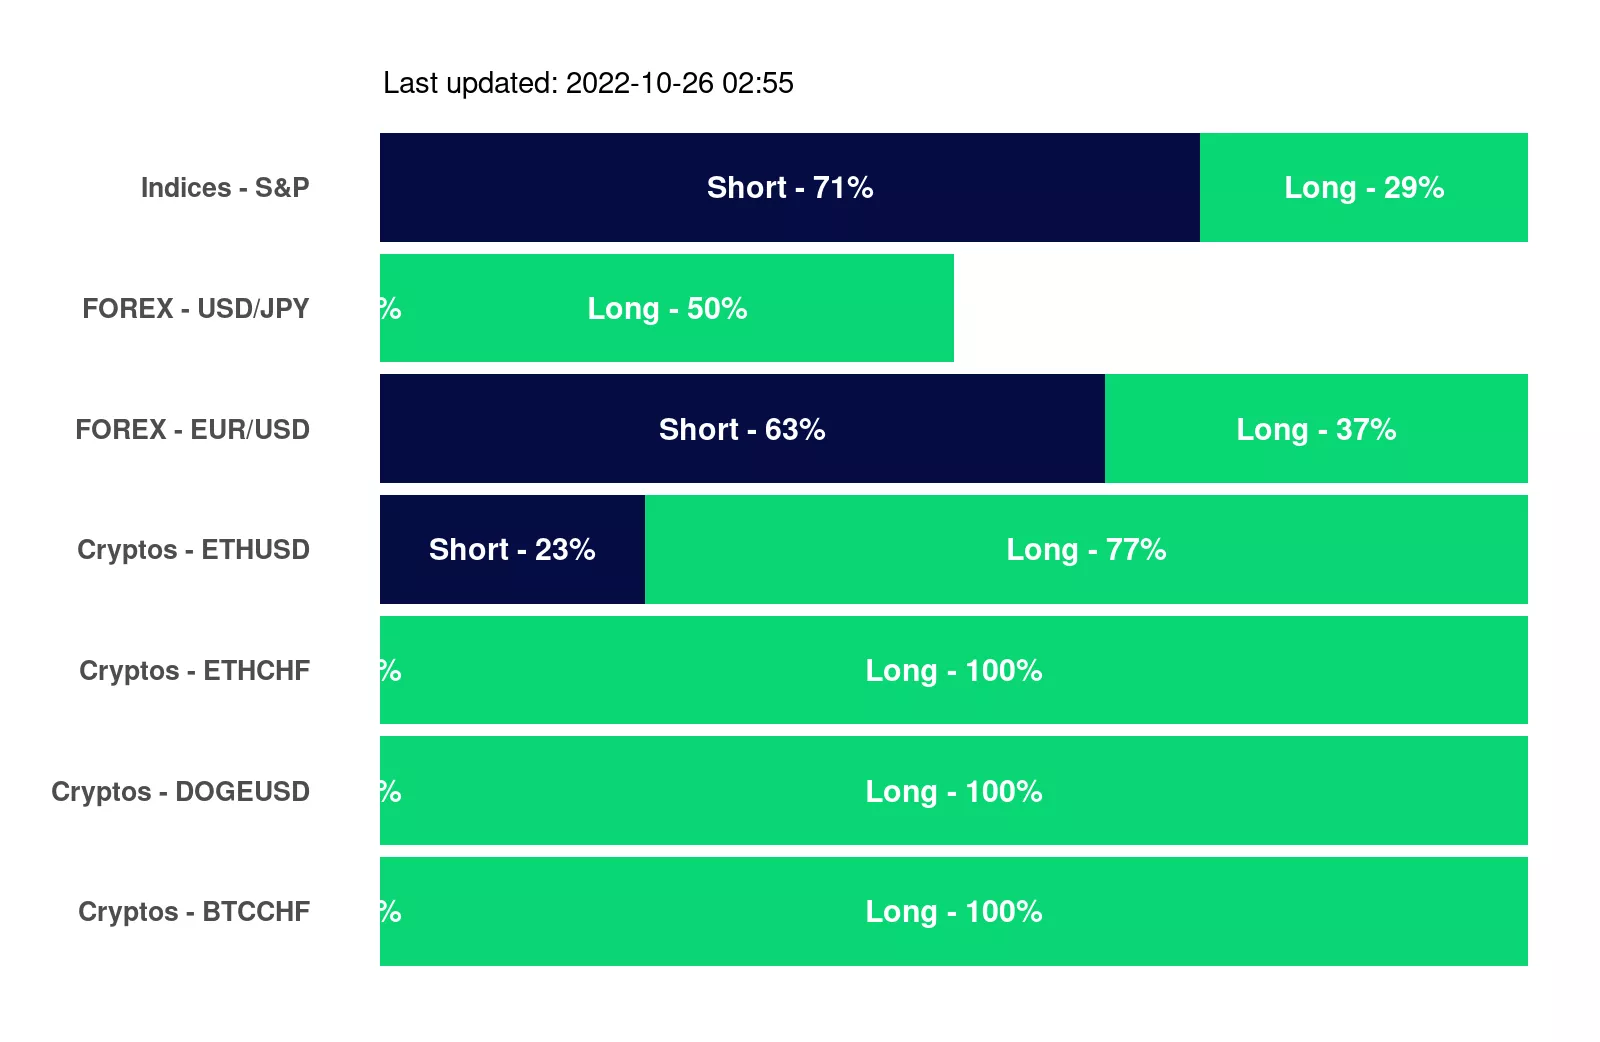 Last updated: 2022-10-26 02:55
Indices - S&P
Short - 71%
Long - 29%
FOREX - USD/JPY
%
Long - 50%
FOREX - EUR/USD
Short - 63%
Long - 37%
Cryptos - ETHUSD
Short - 23%
Long - 77%
Cryptos - ETHCHF
%
Long - 100%
Cryptos - DOGEUSD
%
Long - 100%
Cryptos - BTCCHF
%
Long - 100%